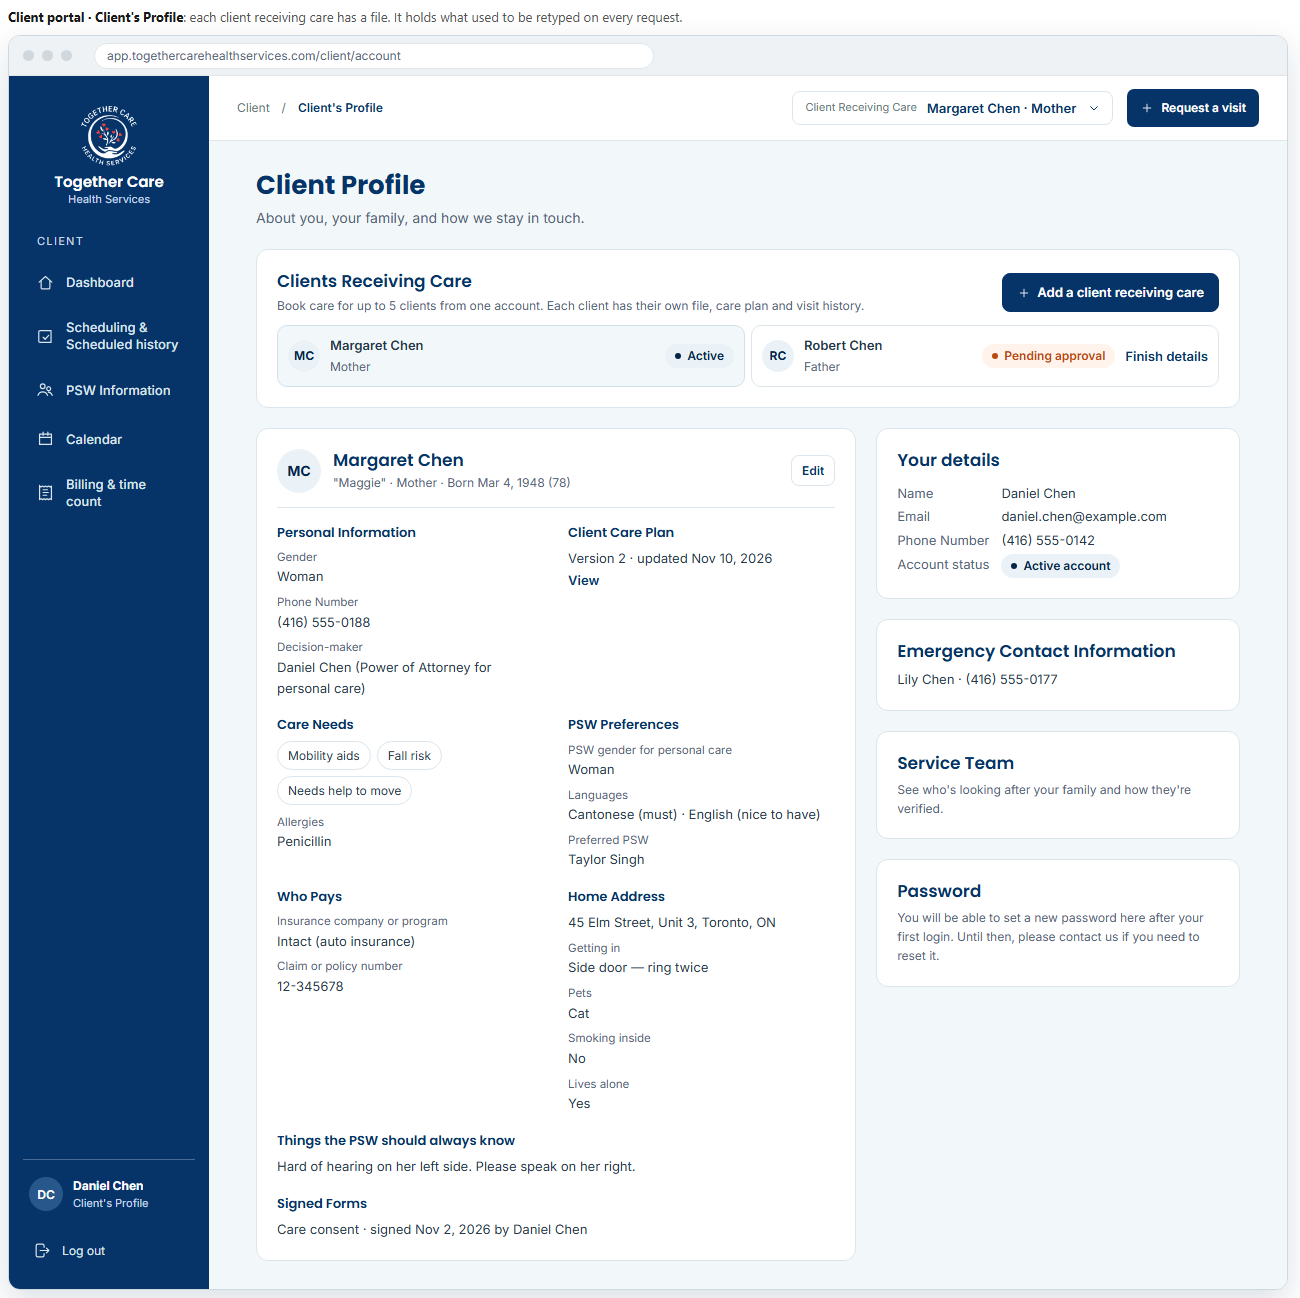 Client portal · Client's Profile: each client receiving care has a file. It holds what used to be retyped on every request.
app.togethercarehealthservices.com/client/account
TOGETHER CARE
HEALTH SERVICES
Together Care
Health Services
CLIENT
Dashboard
Scheduling &
Scheduled history
PSW Information
Calendar
Billing & time
count
DC
Daniel Chen
Client's Profile
Log out
Client / Client's Profile
Client Receiving Care Margaret Chen · Mother
+ Request a visit
Client Profile
About you, your family, and how we stay in touch.
Clients Receiving Care
Book care for up to 5 clients from one account. Each client has their own file, care plan and visit history.
+ Add a client receiving care
MC
Margaret Chen
Mother
Active
RC
Robert Chen
Father
Pending approval
Finish details
MC
Margaret Chen
"Maggie" · Mother · Born Mar 4, 1948 (78)
Edit
Personal Information
Gender
Woman
Phone Number
(416) 555-0188
Decision-maker
Daniel Chen (Power of Attorney for
personal care)
Client Care Plan
Version 2 · updated Nov 10, 2026
View
Care Needs
Mobility aids
Fall risk
Needs help to move
Allergies
Penicillin
PSW Preferences
PSW gender for personal care
Woman
Languages
Cantonese (must) · English (nice to have)
Preferred PSW
Taylor Singh
Who Pays
Insurance company or program
Intact (auto insurance)
Claim or policy number
12-345678
Home Address
45 Elm Street, Unit 3, Toronto, ON
Getting in
Side door — ring twice
Pets
Cat
Smoking inside
No
Lives alone
Yes
Things the PSW should always know
Hard of hearing on her left side. Please speak on her right.
Signed Forms
Care consent · signed Nov 2, 2026 by Daniel Chen
Your details
Name Daniel Chen
Email daniel.chen@example.com
Phone Number (416) 555-0142
Account status Active account
Emergency Contact Information
Lily Chen · (416) 555-0177
Service Team
See who's looking after your family and how they're
verified.
Password
You will be able to set a new password here after your
first login. Until then, please contact us if you need to
reset it.